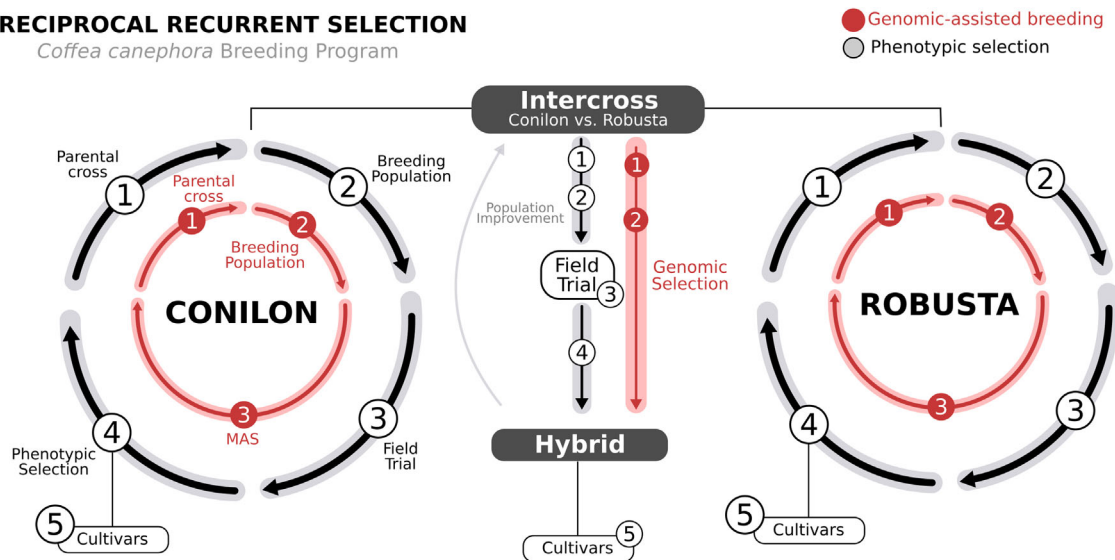 RECIPROCAL RECURRENT SELECTION
Coffea canephora Breeding Program
Genomic-assisted breeding
Phenotypic selection
Intercross
Conilon vs. Robusta
Parental
cross
1
Breeding
Population
2
Parental
cross
1
2
Breeding
Population
CONILON
3
MAS
3
Field
Trial
4
Phenotypic
Selection
5
Cultivars
Population
Improvement
1
2
Field
Trial
3
4
1
2
Genomic
Selection
Hybrid
Cultivars
5
1
2
1
2
ROBUSTA
3
3
4
5
Cultivars